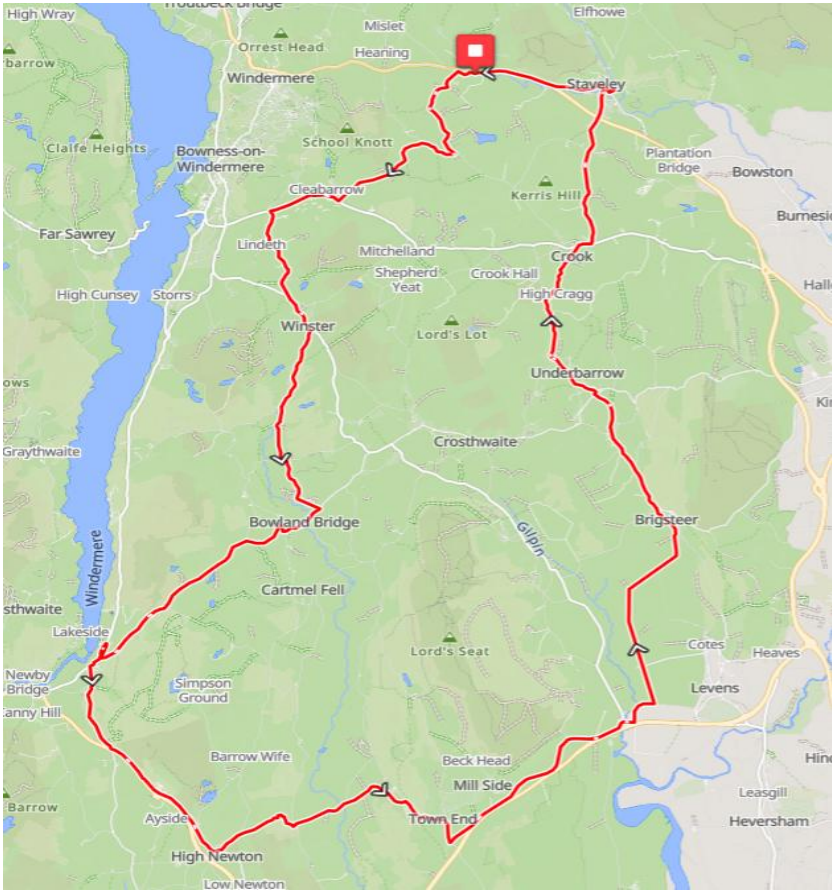 High Wray
Troutbeck Bridge
Mislet
Elfhowe
Orrest Head
Heaning
Windermere
Staveley
Claife Heights
School Knott
Bowness-on-
Windermere
Plantation
Bridge
Bowston
Cleabarrow
Kerris Hill
Far Sawrey
Lindeth
Mitchelland
Crook
Shepherd
Yeat
Crook Hall
High Cunsey
Storrs
High Cragg
Winster
Lord's Lot
Underbarrow
Graythwaite
Crosthwaite
Gilpin
Brigsteer
Bowland Bridge
Windermere
Cartmel Fell
sthwaite
Lakeside
Lord's Seat
Cotes
Heaves
Newby
Bridge
Simpson
Ground
Levens
Canny Hill
Barrow Wife
Beck Head
Mill Side
Leasgill
Barrow
Ayside
Town End
Heversham
High Newton
Low Newton